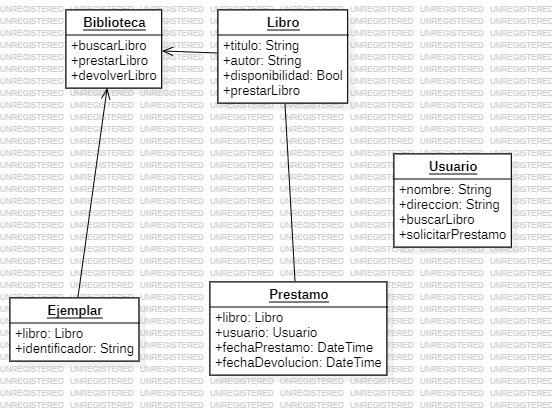 Biblioteca
+buscarLibro
+prestarLibro
+devolverLibro
Libro
+titulo: String
+autor: String
+disponibilidad: Bool
+prestarLibro
Usuario
+nombre: String
+direccion: String
+buscarLibro
+solicitarPrestamo
Ejemplar
+libro: Libro
+identificador: String
Prestamo
+libro: Libro
+usuario: Usuario
+fechaPrestamo: DateTime
+fechaDevolucion: DateTime
UNREGISTERED